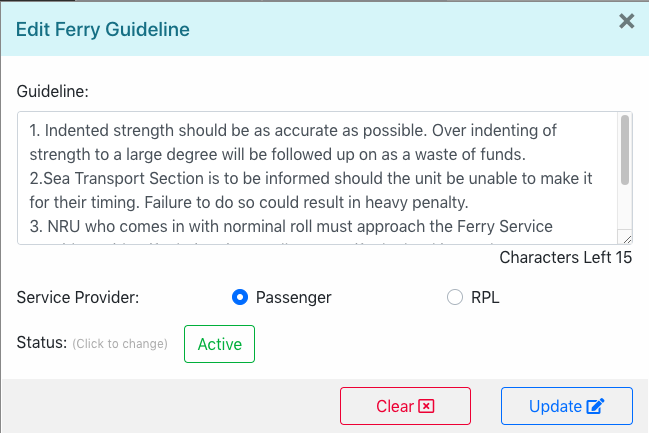 Edit Ferry Guideline
Guideline:
1. Indented strength should be as accurate as possible. Over indenting of
strength to a large degree will be followed up on as a waste of funds.
2.Sea Transport Section is to be informed should the unit be unable to make it
for their timing. Failure to do so could result in heavy penalty.
3. NRU who comes in with norminal roll must approach the Ferry Service
Characters Left 15
Service Provider:
Passenger
RPL
Status: (Click to change)
Active
Clear
Update